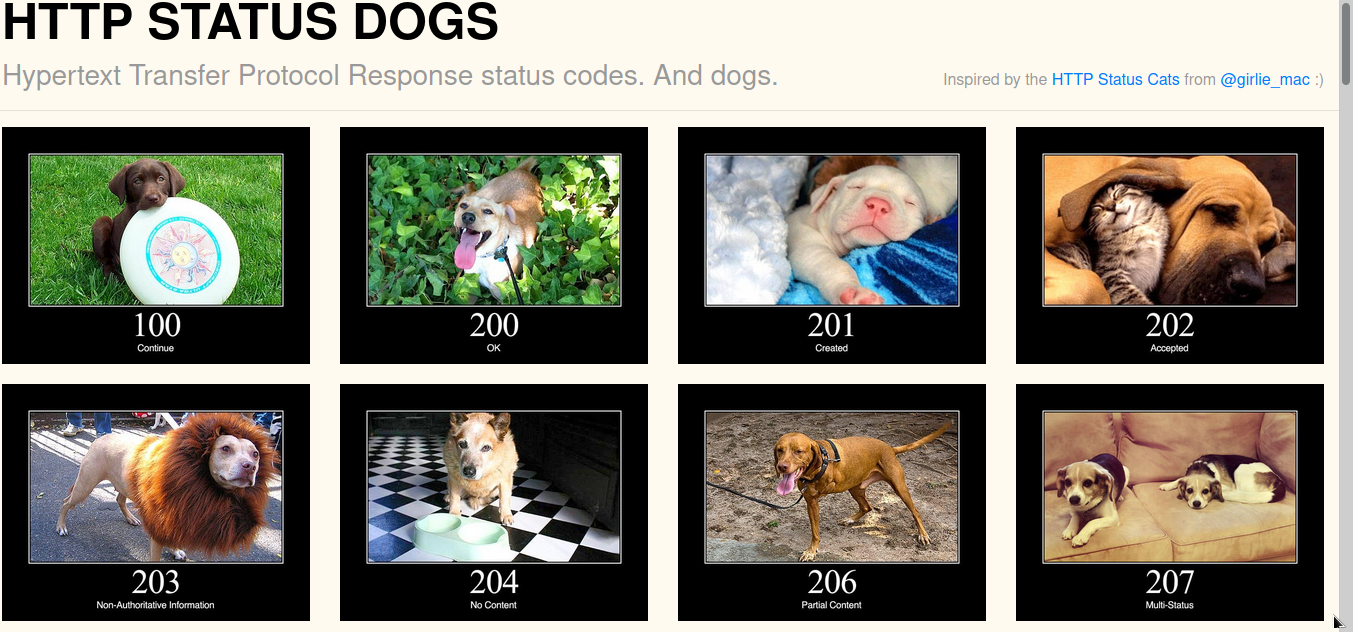 HTTP STATUS DOGS
Hypertext Transfer Protocol Response status codes. And dogs.
Inspired by the HTTP Status Cats from @girlie_mac :)
100
Continue
200
OK
201
Created
202
Accepted
203
Non-Authoritative Information
204
No Content
206
Partial Content
207
Multi-Status